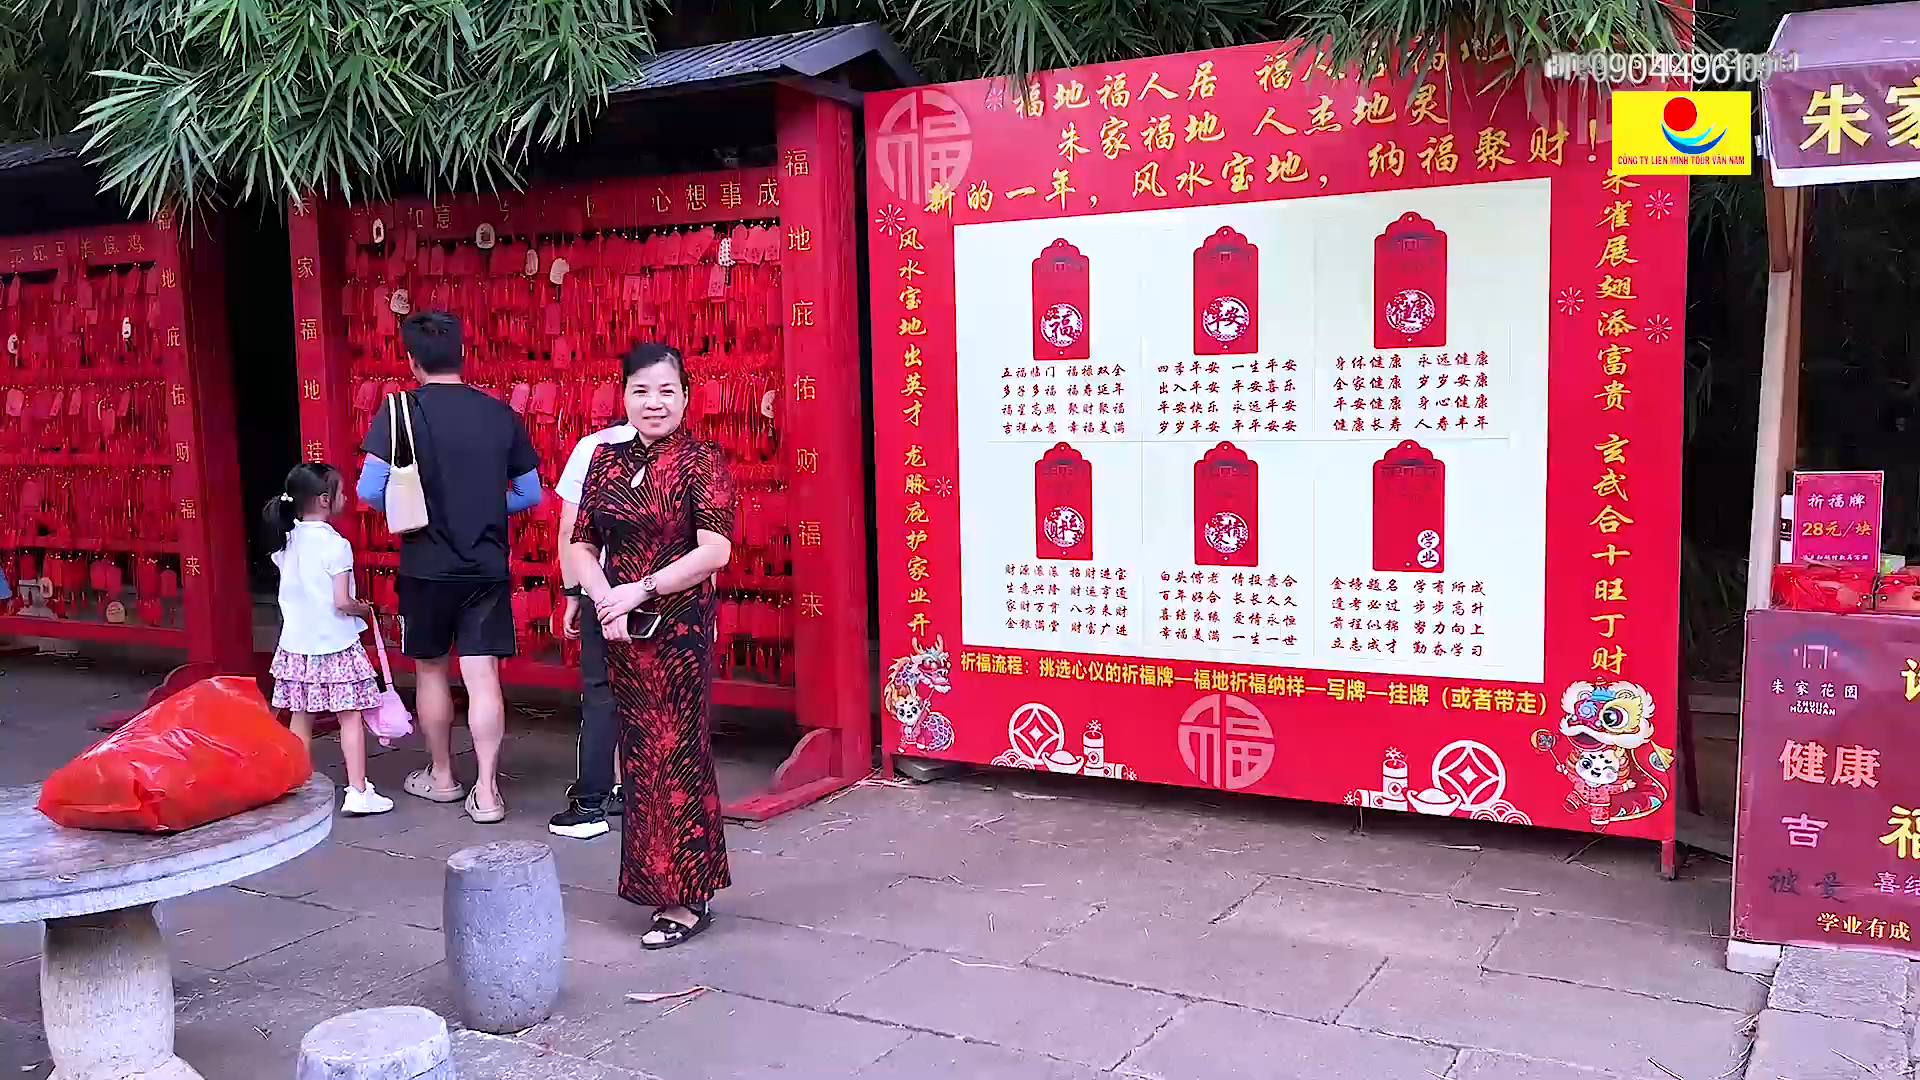 福地福人居
朱家福地 人杰地灵
新的一年，风水宝地，纳福聚财！
CÔNG TY LIEN MINH TOUR VÂN NAM
朱家
心想事成
福地庇佑财福来
家福地挂
地庇佑财福来
风水宝地出英才 龙脉庇护家业开
朱雀展翅添富贵 玄武合十旺丁财
福
平安
健康
五福临门 福禄双全
多子多福 福寿延年
福星高照 聚财聚福
吉祥如意 幸福美满
四季平安 一生平安
出入平安 平安喜乐
平安快乐 永远平安
岁岁平安 平平安安
身体健康 永远健康
全家健康 岁岁安康
平安健康 身心健康
健康长寿 人寿丰年
财
爱情
学业
财源滚滚 招财进宝
生意兴隆 财运亨通
家财万贯 八方来财
金银满堂 财富广进
白头偕老 情投意合
百年好合 长长久久
喜结良缘 爱情永恒
幸福美满 一生一世
金榜题名 学有所成
逢考必过 步步高升
前程似锦 努力向上
立志成才 勤奋学习
祈福流程：挑选心仪的祈福牌—福地祈福纳祥—写牌—挂牌（或者带走）
福
福
祈福牌
28元/块
朱家花园
ZHUJIA
HUAYUAN
健康
吉
学业有成